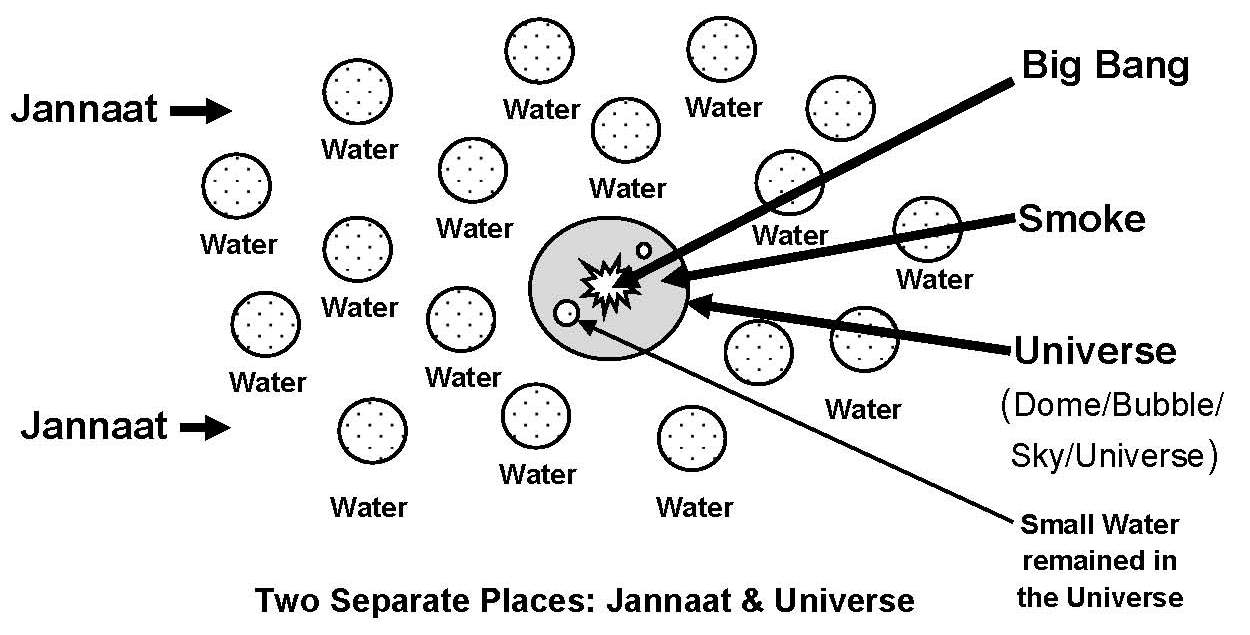 Big Bang
Jannaat
Water
Water
Water
Water
Water
Smoke
Water
Water
Water
Water
Water
Universe
Water
Water
(Dome/Bubble/
Water
Jannaat
Sky/Universe)
Water
Water
Water
Small Water
remained in
the Universe
Two Separate Places: Jannaat & Universe